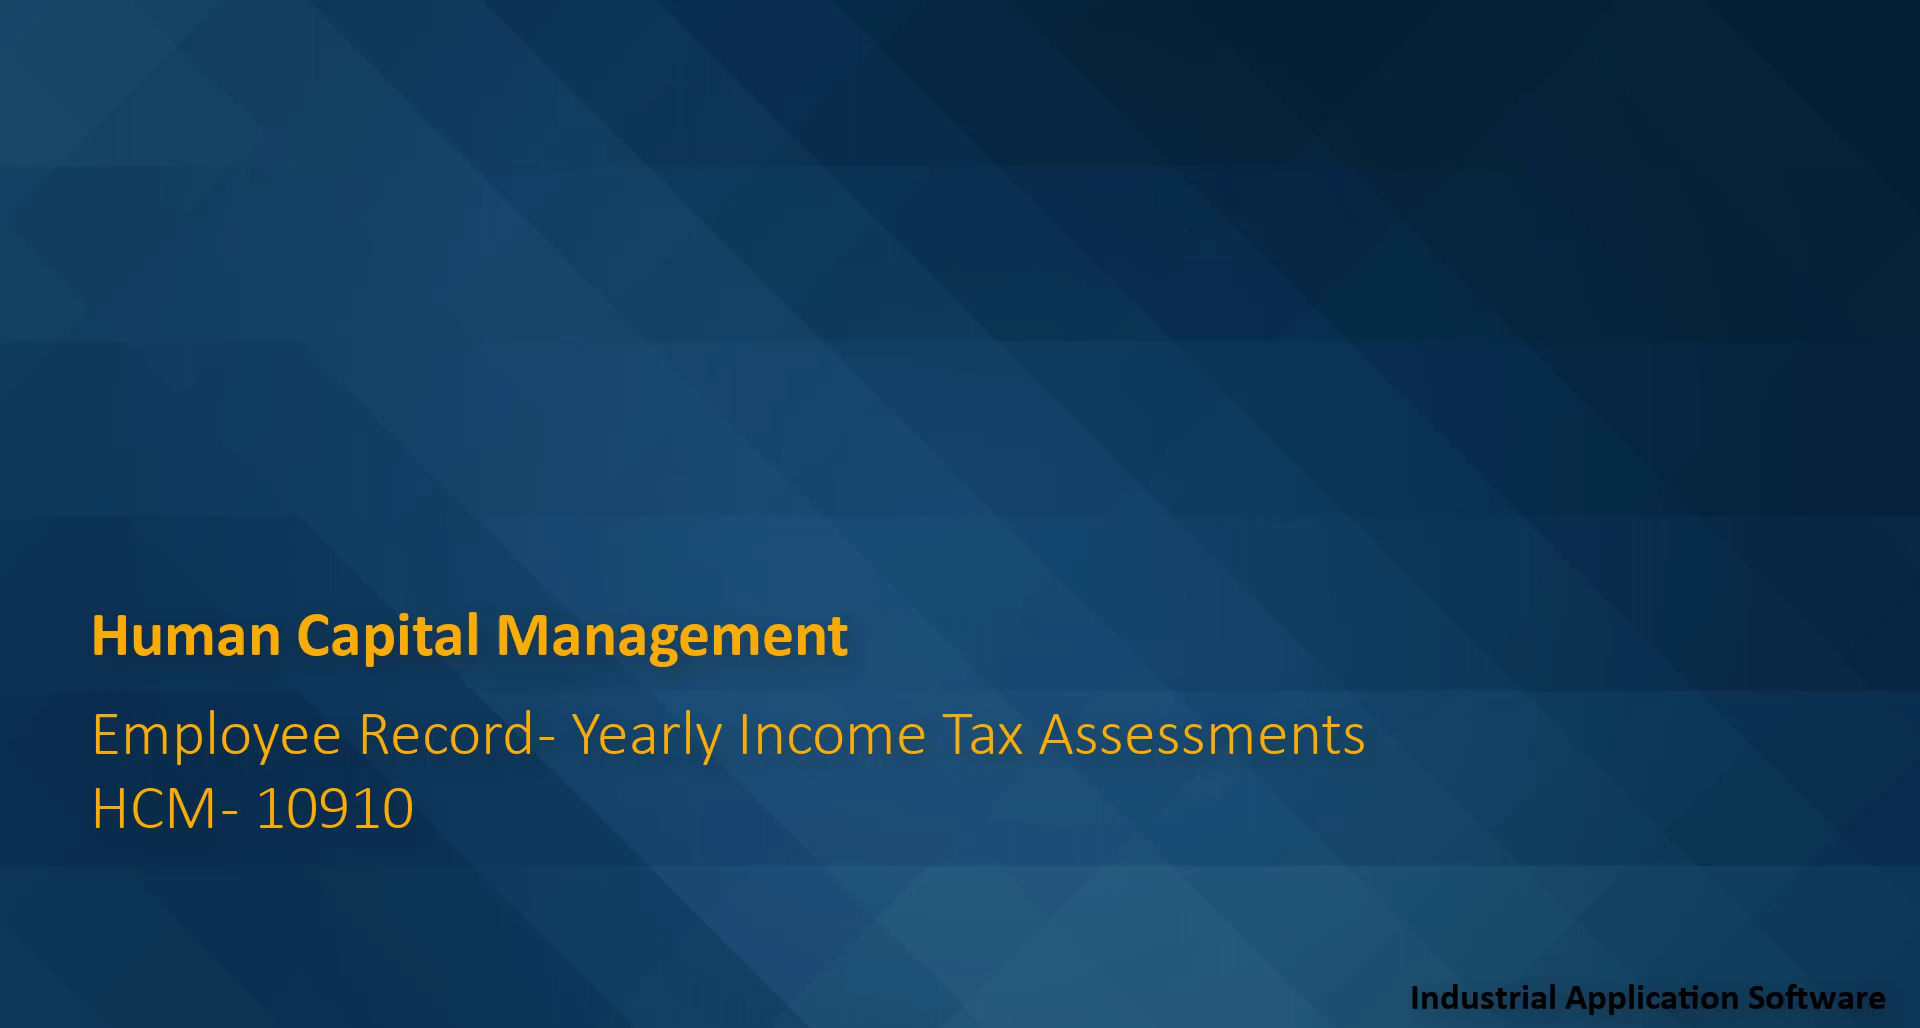 Human Capital Management
Employee Record- Yearly Income Tax Assessments
HCM- 10910
Industrial Application Software